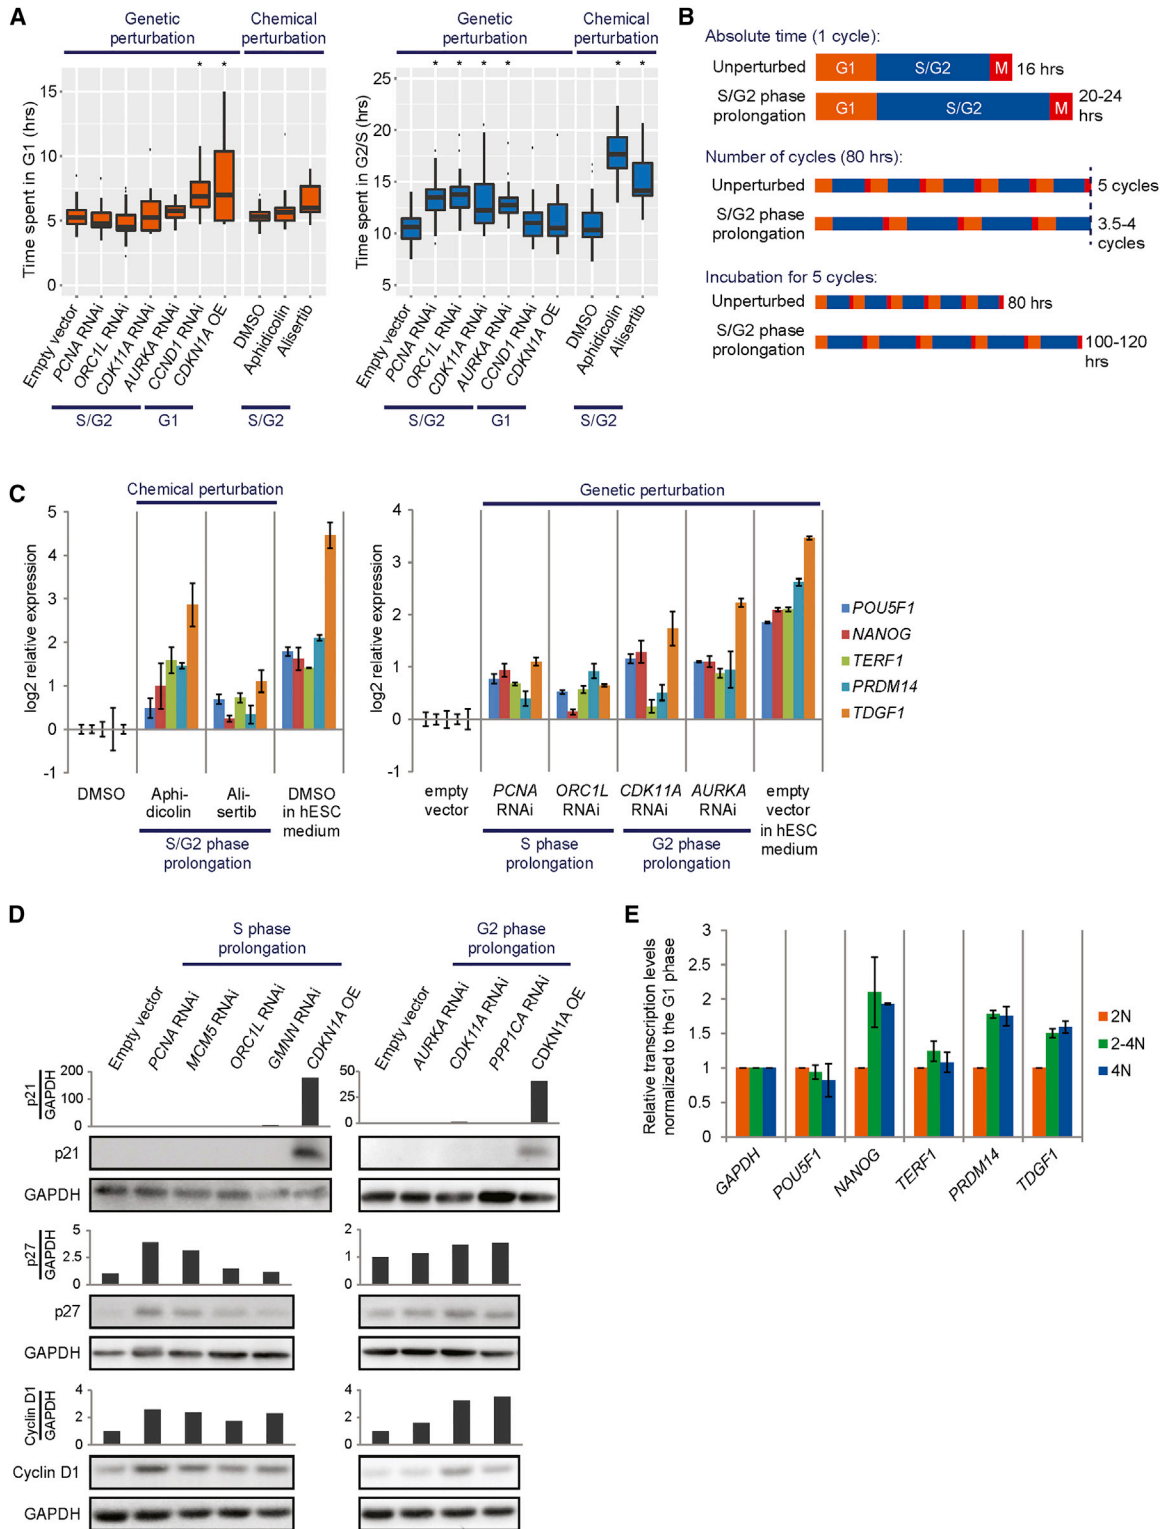 A
Genetic perturbation
Chemical perturbation
* *
Time spent in G1 (hrs)
15
10
5
0
Empty vector
PCNA RNAi
ORC1L RNAi
CDK11A RNAi
AURKA RNAi
CCND1 RNAi
CDKN1A OE
DMSO
Aphidicolin
Alisertib
S/G2
G1
S/G2
Genetic perturbation
Chemical perturbation
* * * * * *
Time spent in G2/S (hrs)
25
20
15
10
5
Empty vector
PCNA RNAi
ORC1L RNAi
CDK11A RNAi
AURKA RNAi
CCND1 RNAi
CDKN1A OE
DMSO
Aphidicolin
Alisertib
S/G2
G1
S/G2
B
Absolute time (1 cycle):
Unperturbed
G1 S/G2 M 16 hrs
S/G2 phase prolongation
G1 S/G2 M 20-24 hrs
Number of cycles (80 hrs):
Unperturbed
5 cycles
S/G2 phase prolongation
3.5-4 cycles
Incubation for 5 cycles:
Unperturbed
80 hrs
S/G2 phase prolongation
100-120 hrs
C
Chemical perturbation
log2 relative expression
5
4
3
2
1
0
-1
DMSO
Aphi-
dicolin
Ali-
sertib
DMSO
in hESC
medium
S/G2 phase
prolongation
Genetic perturbation
log2 relative expression
4
3
2
1
0
-1
empty
vector
PCNA
RNAi
ORC1L
RNAi
CDK11A
RNAi
AURKA
RNAi
empty
vector
in hESC
medium
S phase
prolongation
G2 phase
prolongation
POU5F1
NANOG
TERF1
PRDM14
TDGF1
D
S phase
prolongation
Empty vector
PCNA RNAi
MCM5 RNAi
ORC1L RNAi
GMNN RNAi
CDKN1A OE
G2 phase
prolongation
Empty vector
AURKA RNAi
CDK11A RNAi
PPP1CA RNAi
CDKN1A OE
p21
GAPDH
200
100
0
50
25
0
p21
GAPDH
p27
GAPDH
5
2.5
0
2
1
0
p27
GAPDH
Cyclin D1
GAPDH
4
2
0
4
2
0
Cyclin D1
GAPDH
E
Relative transcription levels
normalized to the G1 phase
3
2.5
2
1.5
1
0.5
0
GAPDH
POU5F1
NANOG
TERF1
PRDM14
TDGF1
2N
2-4N
4N